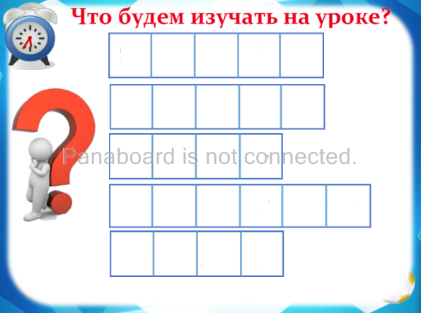 Что будем изучать на уроке?
Panaboard is not connected.